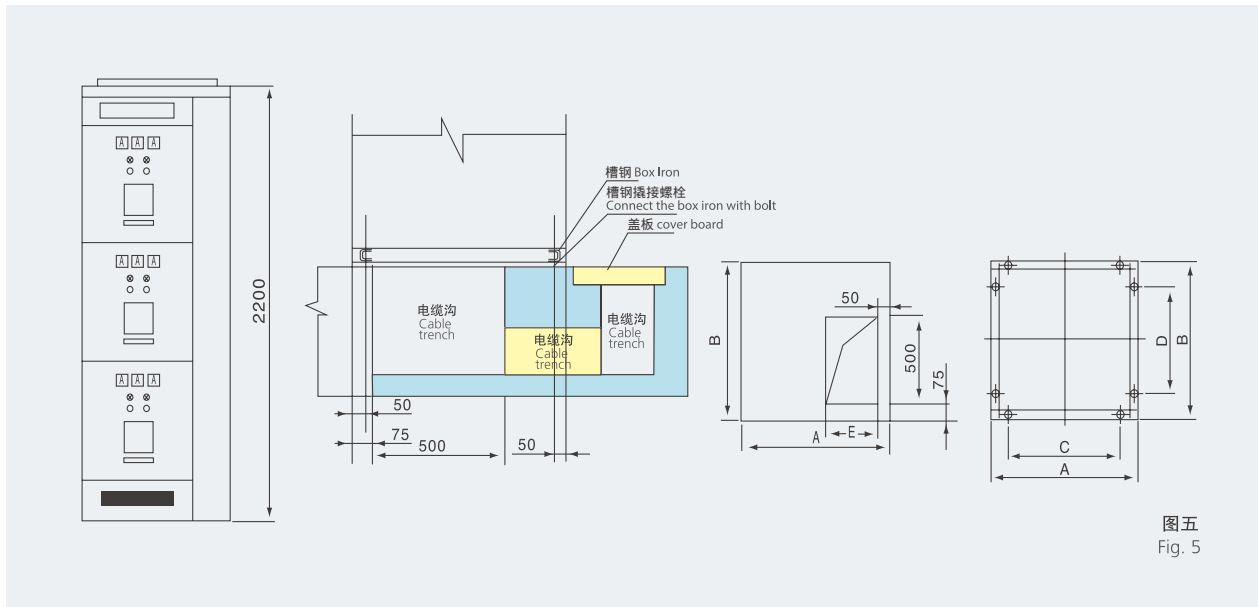 A A A
A A A
A A A
2200
槽钢 Box Iron
槽钢撬接螺栓
Connect the box iron with bolt
盖板 cover board
电缆沟
Cable
trench
电缆沟
Cable
trench
电缆沟
Cable
trench
50
75
500
50
B
50
500
75
A
E
D
B
C
A
图五
Fig. 5